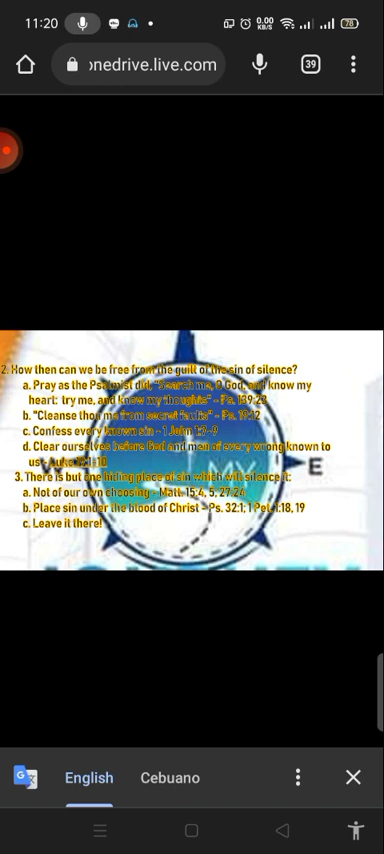 11:20
0.00
KB/S
78
onedrive.live.com
39
2. How then can we be free from the guilt of the sin of silence?
a. Pray as the Psalmist did, "Search me, O God, and know my
heart: try me, and know my thoughts" - Ps. 139:23
b. "Cleanse thou me from secret faults" - Ps. 19:12
c. Confess every known sin - 1 John 1:7-9
d. Clear ourselves before God and men of every wrong known to
us - Luke 19:1-10
E
3. There is but one hiding place of sin which will silence it:
a. Not of our own choosing - Matt. 15:4, 5; 27:24
b. Place sin under the blood of Christ - Ps. 32:1; 1 Pet. 1:18, 19
c. Leave it there!
English
Cebuano